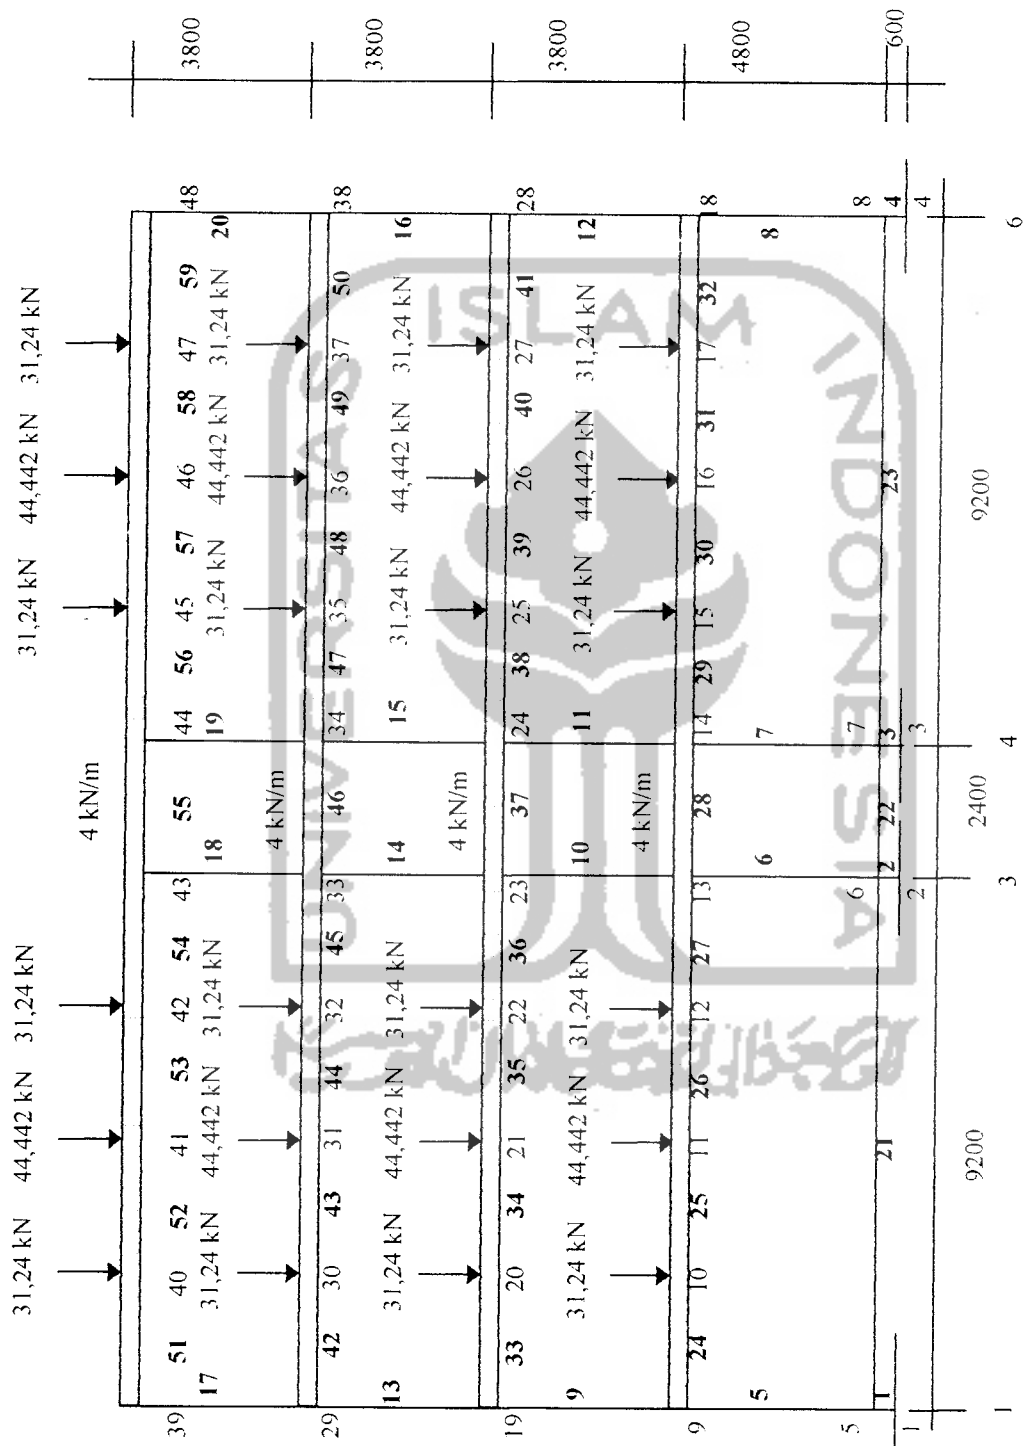 31,24 kN 44,442 kN 31,24 kN 31,24 kN 44,442 kN 31,24 kN
4 kN/m
39 51 40 52 41 53 42 54 43 55 44 56 45 57 46 58 47 59 48 3800
17 31,24 kN 44,442 kN 31,24 kN 18 19 31,24 kN 44,442 kN 31,24 kN 20
4 kN/m
29 42 30 43 31 44 32 45 33 46 34 47 35 48 36 49 37 50 38
3800
13 31,24 kN 44,442 kN 31,24 kN 14 15 31,24 kN 44,442 kN 31,24 kN 16
4 kN/m
19 33 20 34 21 35 22 36 23 37 24 38 25 39 26 40 27 41 28
3800
9 31,24 kN 44,442 kN 31,24 kN 10 11 31,24 kN 44,442 kN 31,24 kN 12
4 kN/m
9 24 10 25 11 26 12 27 13 28 14 29 15 30 16 31 17 32 18
4800
5 6 7 8
5 6 7 8
1 21 2 22 3 23 4 600
1 2 3 4
9200 2400 9200
1 3 4 6
UNIVERSITAS
ISLAM
INDONESIA